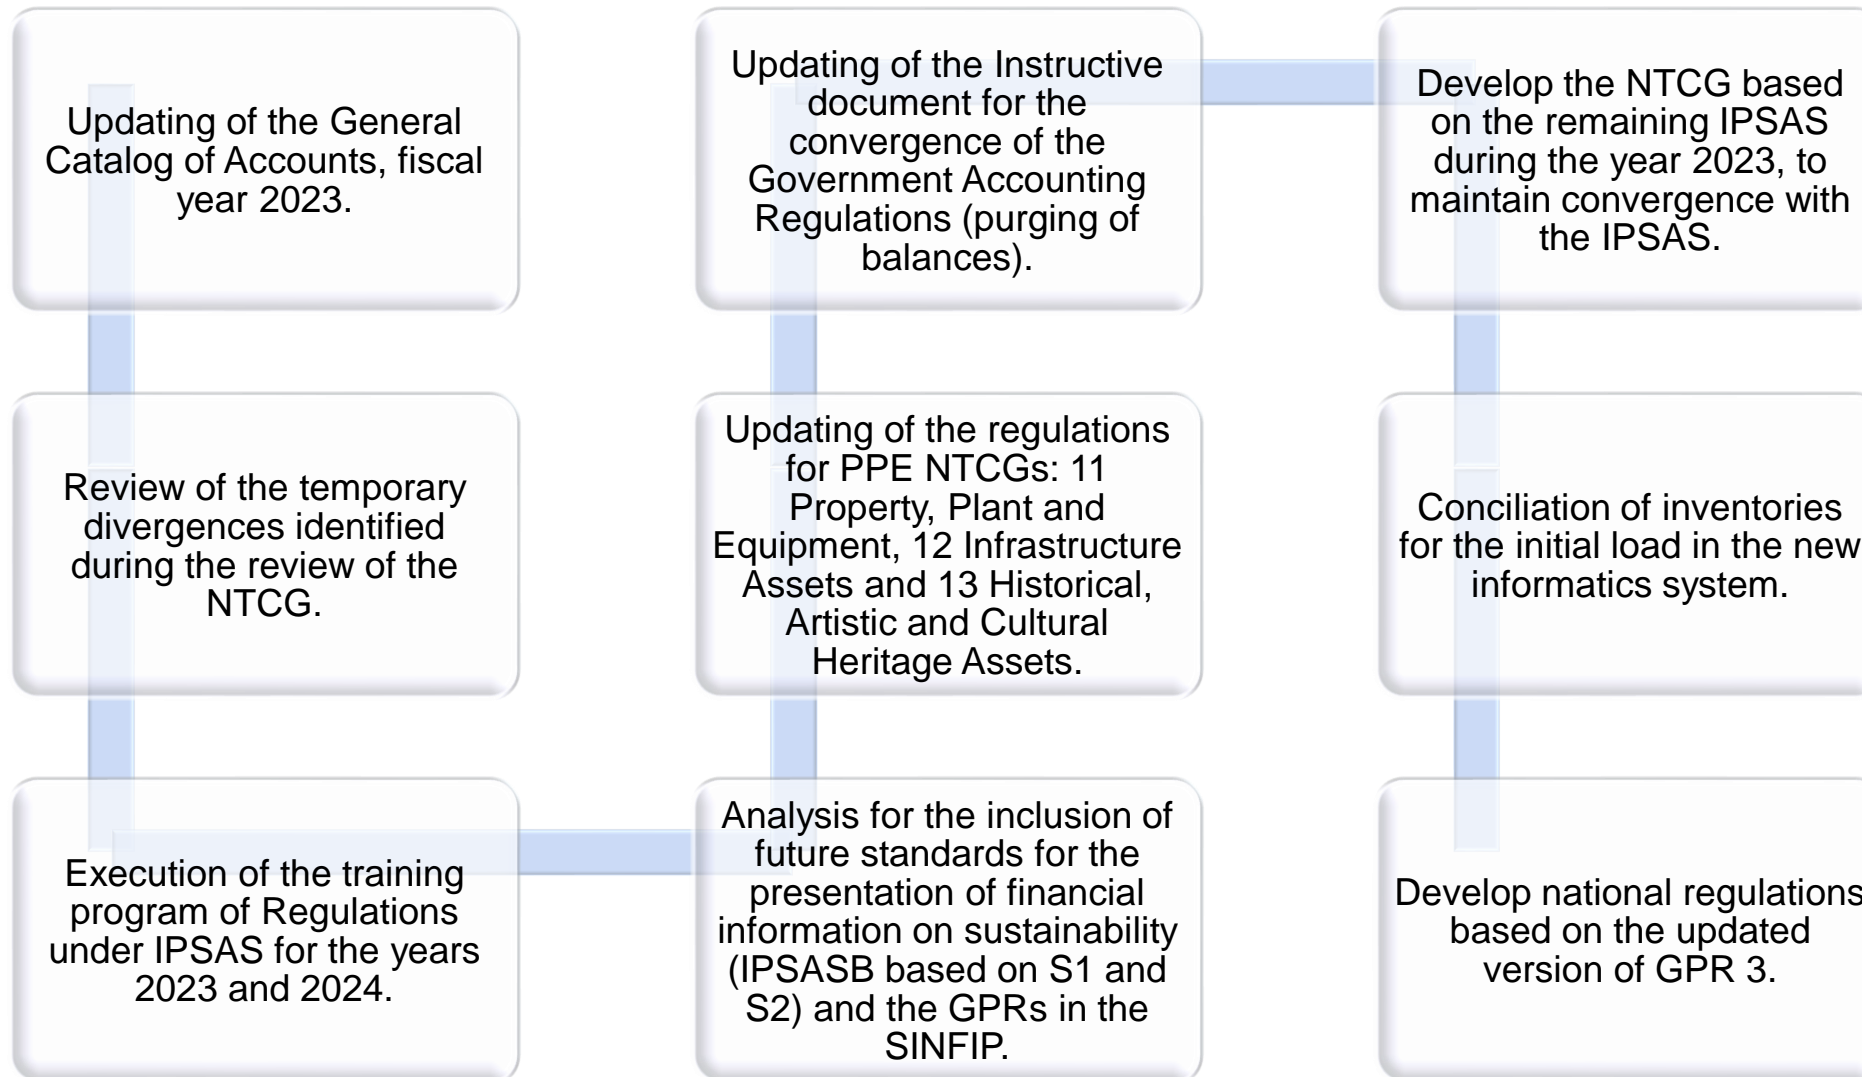 Updating of the General
Catalog of Accounts, fiscal
year 2023.
Review of the temporary
divergences identified
during the review of the
NTCG.
Execution of the training
program of Regulations
under IPSAS for the years
2023 and 2024.
Analysis for the inclusion of
future standards for the
presentation of financial
information on sustainability
(IPSASB based on S1 and
S2) and the GPRs in the
SINFIP.
Updating of the regulations
for PPE NTCGs: 11
Property, Plant and
Equipment, 12 Infrastructure
Assets and 13 Historical,
Artistic and Cultural
Heritage Assets.
Updating of the Instructive
document for the
convergence of the
Government Accounting
Regulations (purging of
balances).
Develop the NTCG based
on the remaining IPSAS
during the year 2023, to
maintain convergence with
the IPSAS.
Conciliation of inventories
for the initial load in the new
informatics system.
Develop national regulations
based on the updated
version of GPR 3.